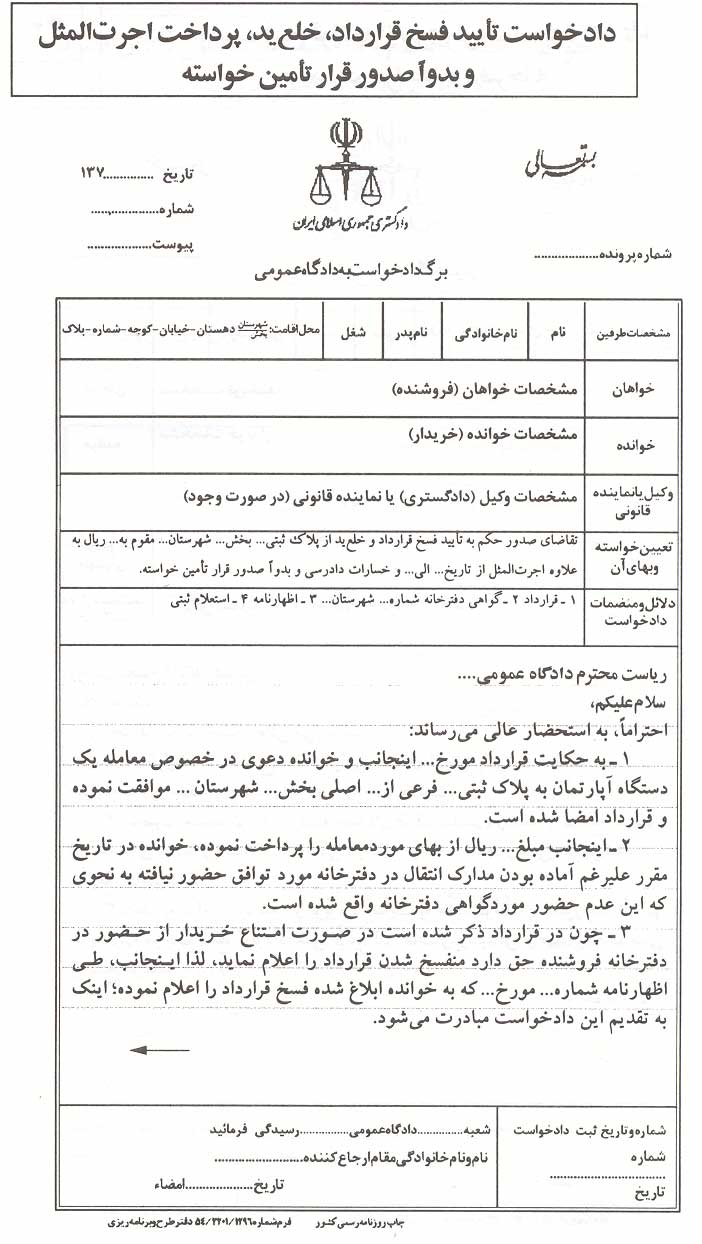 دادخواست تأیید فسخ قرارداد، خلع‌ید، پرداخت اجرت‌المثل
و بدواً صدور قرار تأمین خواسته
بسمه تعالی
تاریخ ...............۱۳۷
شماره...................
پیوست...................
دادگستری جمهوری اسلامی ایران
شماره پرونده...................
برگ دادخواست به دادگاه عمومی
مشخصات طرفین
نام
نام خانوادگی
نام پدر
شغل
محل اقامت: شهرستان بخش دهستان-خیابان-کوچه-شماره-پلاک
خواهان
مشخصات خواهان (فروشنده)
خوانده
مشخصات خوانده (خریدار)
وکیل یا نماینده
قانونی
مشخصات وکیل (دادگستری) یا نماینده قانونی (در صورت وجود)
تعیین خواسته
و بهای آن
تقاضای صدور حکم به تأیید فسخ قرارداد و خلع‌ید از پلاک ثبتی... بخش... شهرستان... مقوم به... ریال به
علاوه اجرت‌المثل از تاریخ... الی... و خسارات دادرسی و بدواً صدور قرار تأمین خواسته.
دلائل و منضمات
دادخواست
۱ ـ قرارداد ۲ ـ گواهی دفترخانه شماره... شهرستان... ۳ ـ اظهارنامه ۴ ـ استعلام ثبتی
ریاست محترم دادگاه عمومی....
سلام علیکم،
احتراماً، به استحضار عالی می‌رساند:
۱ ـ به حکایت قرارداد مورخ... اینجانب و خوانده دعوی در خصوص معامله یک
دستگاه آپارتمان به پلاک ثبتی... فرعی از... اصلی بخش... شهرستان ... موافقت نموده
و قرارداد امضا شده است.
۲ ـ اینجانب مبلغ... ریال از بهای مورد معامله را پرداخت نموده، خوانده در تاریخ
مقرر علیرغم آماده بودن مدارک انتقال در دفترخانه مورد توافق حضور نیافته به نحوی
که این عدم حضور مورد گواهی دفترخانه واقع شده است.
۳ ـ چون در قرارداد ذکر شده است در صورت امتناع خریدار از حضور در
دفترخانه فروشنده حق دارد منفسخ شدن قرارداد را اعلام نماید، لذا اینجانب، طی
اظهارنامه شماره... مورخ... که به خوانده ابلاغ شده فسخ قرارداد را اعلام نموده؛ اینک
به تقدیم این دادخواست مبادرت می‌شود.
شماره و تاریخ ثبت دادخواست
شماره
.............................
تاریخ
شعبه...............دادگاه عمومی................رسیدگی فرمائید
نام و نام خانوادگی مقام ارجاع کننده.............................
تاریخ.....................امضاء
چاپ روزنامه رسمی کشور فرم شماره ۵۴/۳۲۰۱/۱۲۹۶ دفتر طرح و برنامه ریزی